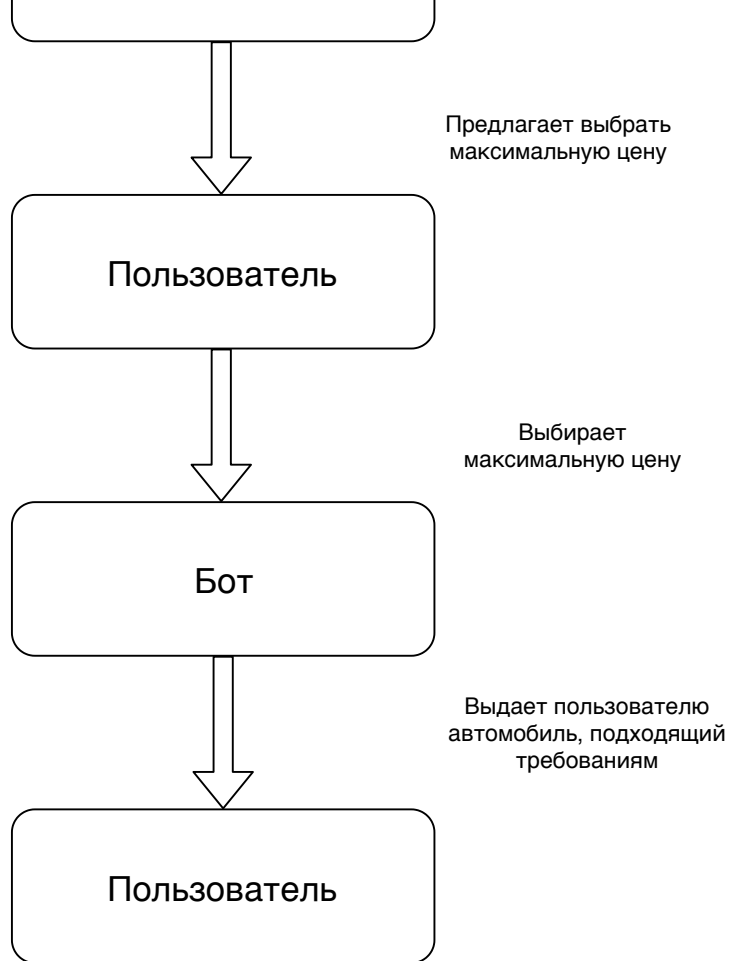 Предлагает выбрать
максимальную цену
Пользователь
Выбирает
максимальную цену
Бот
Выдает пользователю
автомобиль, подходящий
требованиям
Пользователь